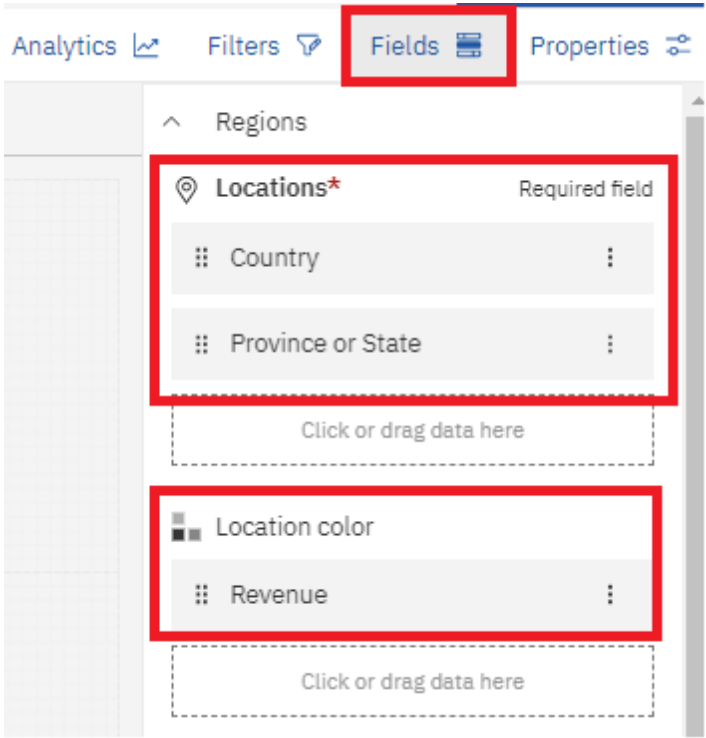 Analytics Filters Fields Properties
Regions
Locations* Required field
Country
Province or State
Click or drag data here
Location color
Revenue
Click or drag data here